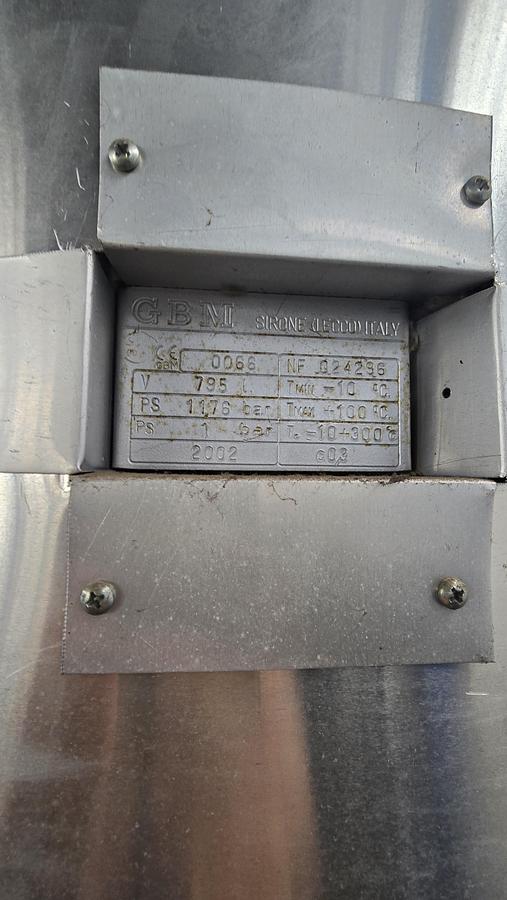 GBM SIRONE (LECCO) ITALY
CE 0066 NF 024296
V 795 l. TMIN -10 °C.
PS 1176 bar TMAX +100°C.
PS 1 - bar T. -10÷300°C
2002